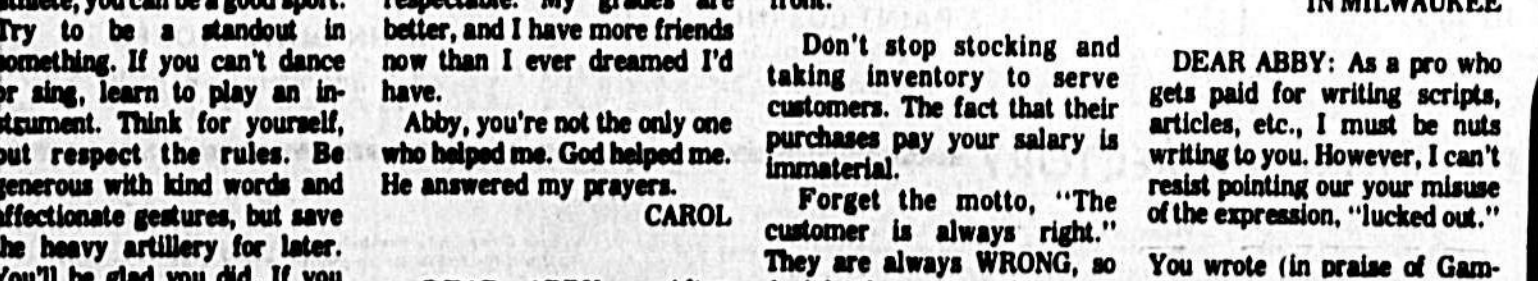 you can be a good sport.
Try to be a standout in
something. If you can't dance
or sing, learn to play an in-
strument. Think for yourself,
but respect the rules. Be
generous with kind words and
affectionate gestures, but save
the heavy artillery for later.
You'll be glad you did. If you
respectable. My grades are
better, and I have more friends
now than I ever dreamed I'd
have.
Abby, you're not the only one
who helped me. God helped me.
He answered my prayers.
CAROL
front.
Don't stop stocking and
taking inventory to serve
customers. The fact that their
purchases pay your salary is
immaterial.
Forget the motto, "The
customer is always right."
They are always WRONG, so
IN MILWAUKEE
DEAR ABBY: As a pro who
gets paid for writing scripts,
articles, etc., I must be nuts
writing to you. However, I can't
resist pointing our your misuse
of the expression, "lucked out."
You wrote (in praise of Gam-